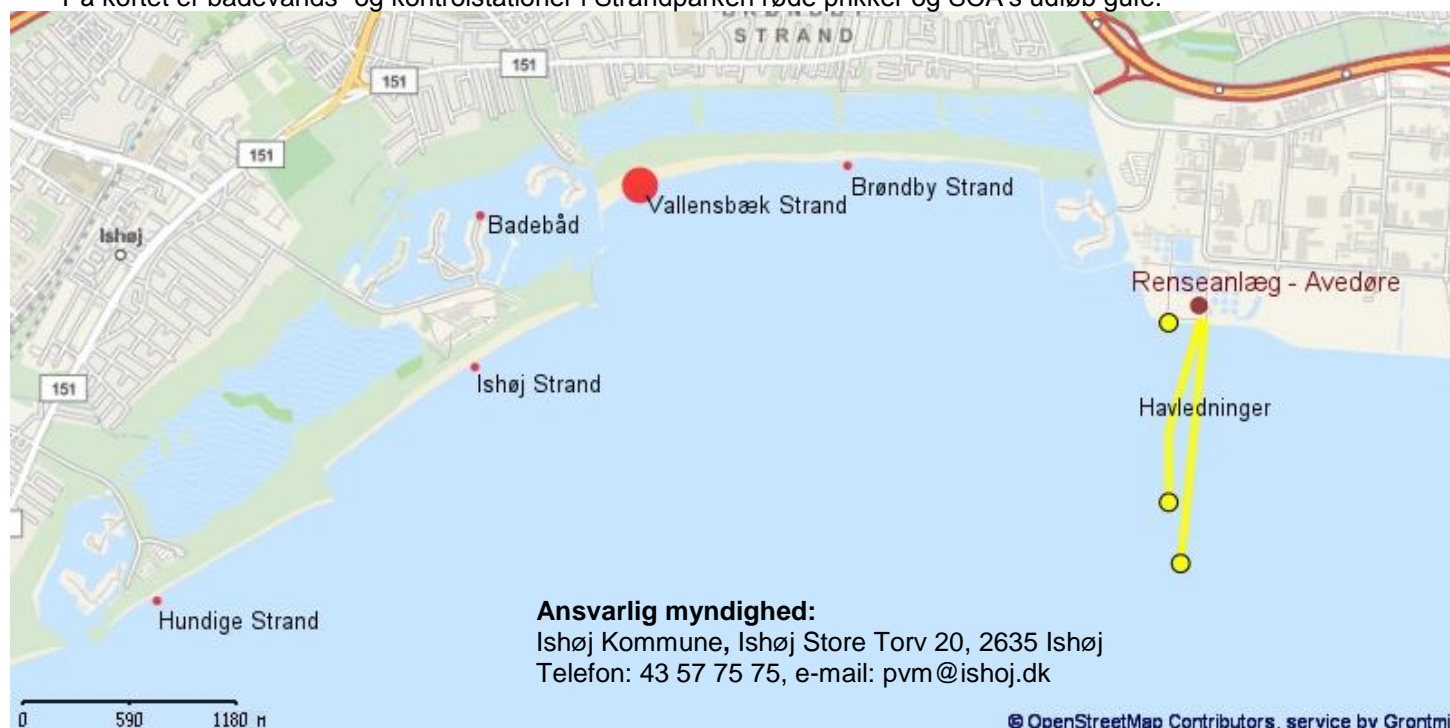 På kortet er badevands- og kontrolstationer i Strandparken røde prikker og SCA's udløb gule.
STRAND
151
151
151
Brøndby Strand
Vallensbæk Strand
Badebåd
Ishøj
Renseanlæg - Avedøre
Ishøj Strand
151
Havledninger
Hundige Strand
Ansvarlig myndighed:
Ishøj Kommune, Ishøj Store Torv 20, 2635 Ishøj
Telefon: 43 57 75 75, e-mail: pvm@ishoj.dk
0 590 1180 M
© OpenStreetMap Contributors, service by Grontmi